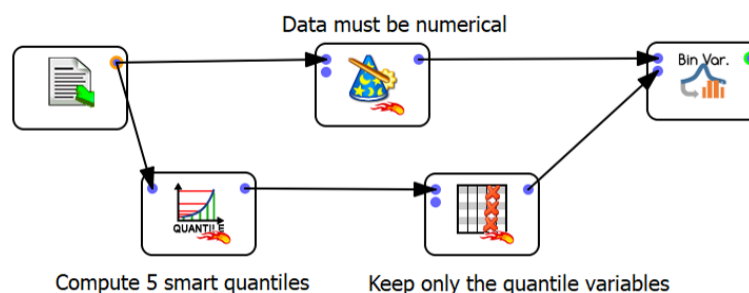 Data must be numerical
Bin Var.
QUANTILE
Compute 5 smart quantiles
Keep only the quantile variables